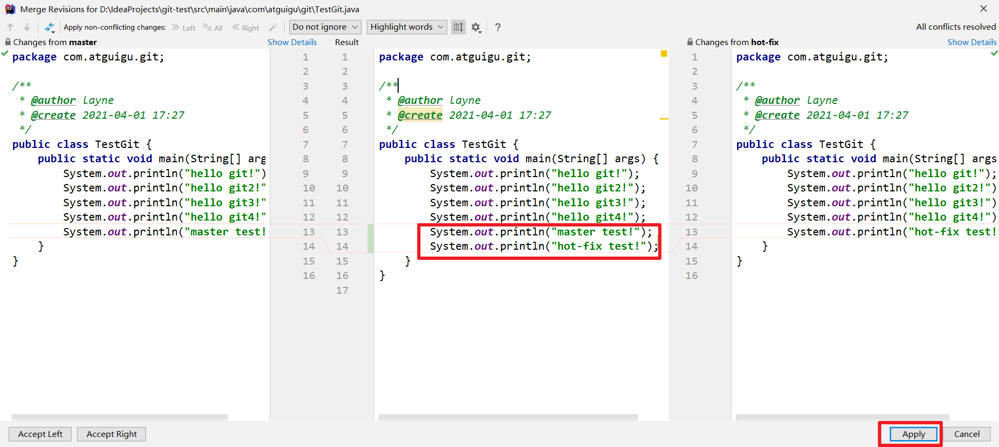 Merge Revisions for D:\IdeaProjects\git-test\src\main\java\com\atguigu\git\TestGit.java
Apply non-conflicting changes: Left All Right Do not ignore Highlight words ? All conflicts resolved
Changes from master Show Details Result Changes from hot-fix Show Details
package com.atguigu.git; 1 1 package com.atguigu.git; 1 package com.atguigu.git;
2 2 2
/** 3 3 /** 3 /**
* @author layne 4 4 * @author layne 4 * @author layne
* @create 2021-04-01 17:27 5 5 * @create 2021-04-01 17:27 5 * @create 2021-04-01 17:27
*/ 6 6 */ 6 */
public class TestGit { 7 7 public class TestGit { 7 public class TestGit {
public static void main(String[] arg 8 8 public static void main(String[] args) { 8 public static void main(String[] args
System.out.println("hello git!") 9 9 System.out.println("hello git!"); 9 System.out.println("hello git!");
System.out.println("hello git2!" 10 10 System.out.println("hello git2!"); 10 System.out.println("hello git2!")
System.out.println("hello git3!" 11 11 System.out.println("hello git3!"); 11 System.out.println("hello git3!")
System.out.println("hello git4!" 12 12 System.out.println("hello git4!"); 12 System.out.println("hello git4!")
System.out.println("master test! 13 13 System.out.println("master test!"); 13 System.out.println("hot-fix test!"
} 14 14 System.out.println("hot-fix test!"); 14 }
} 15 15 } 15 }
16 16 } 16
17
Accept Left Accept Right Apply Cancel